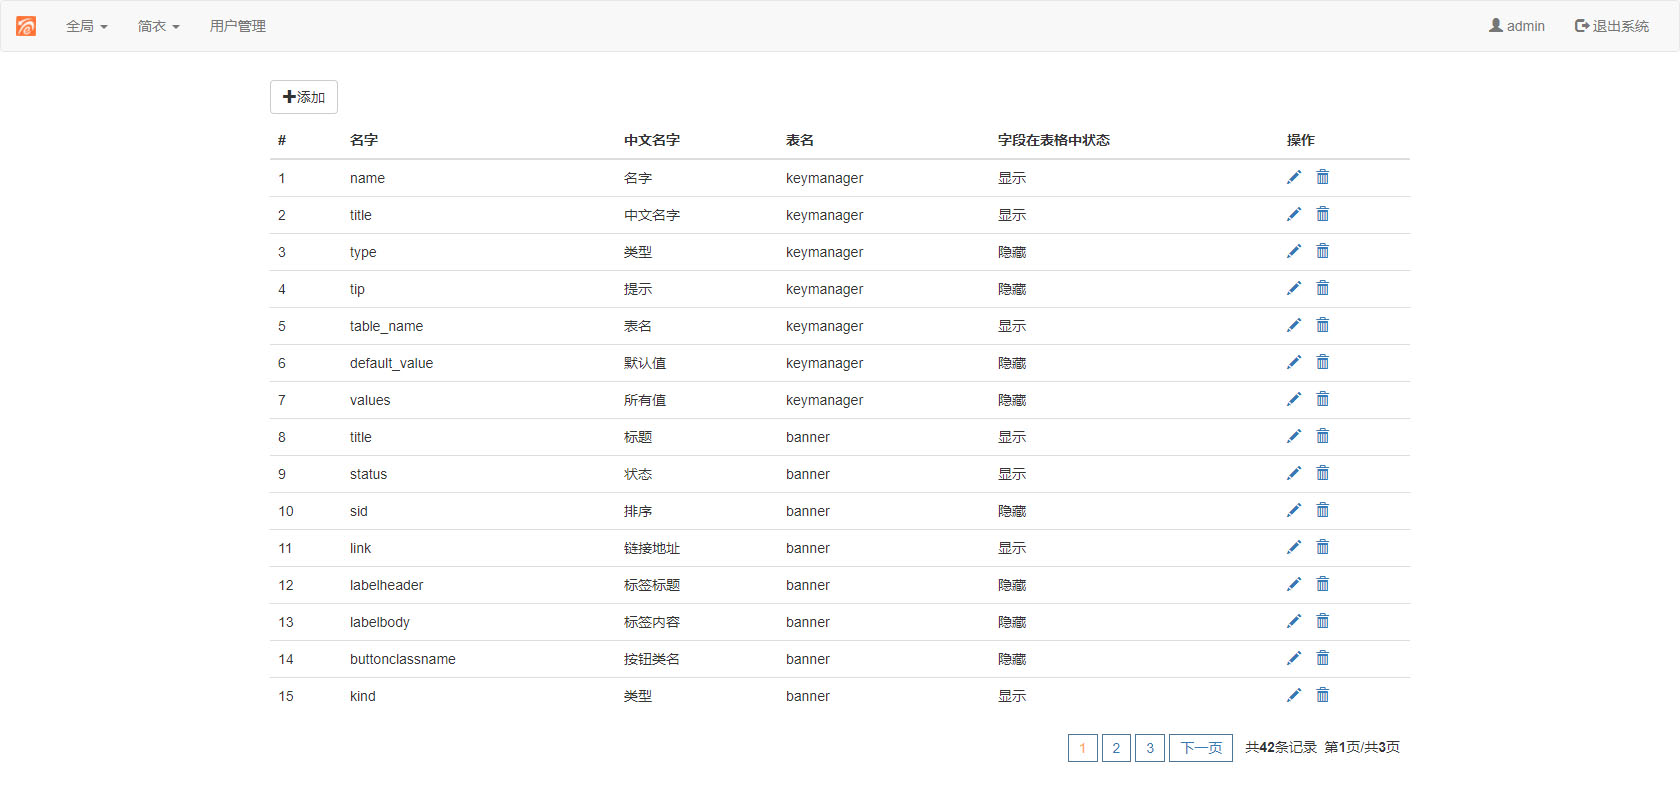 全局 简衣 用户管理 admin 退出系统
添加
# 名字 中文名字 表名 字段在表格中状态 操作
1 name 名字 keymanager 显示
2 title 中文名字 keymanager 显示
3 type 类型 keymanager 隐藏
4 tip 提示 keymanager 隐藏
5 table_name 表名 keymanager 显示
6 default_value 默认值 keymanager 隐藏
7 values 所有值 keymanager 隐藏
8 title 标题 banner 显示
9 status 状态 banner 显示
10 sid 排序 banner 隐藏
11 link 链接地址 banner 显示
12 labelheader 标签标题 banner 隐藏
13 labelbody 标签内容 banner 隐藏
14 buttonclassname 按钮类名 banner 隐藏
15 kind 类型 banner 显示
1 2 3 下一页 共42条记录 第1页/共3页